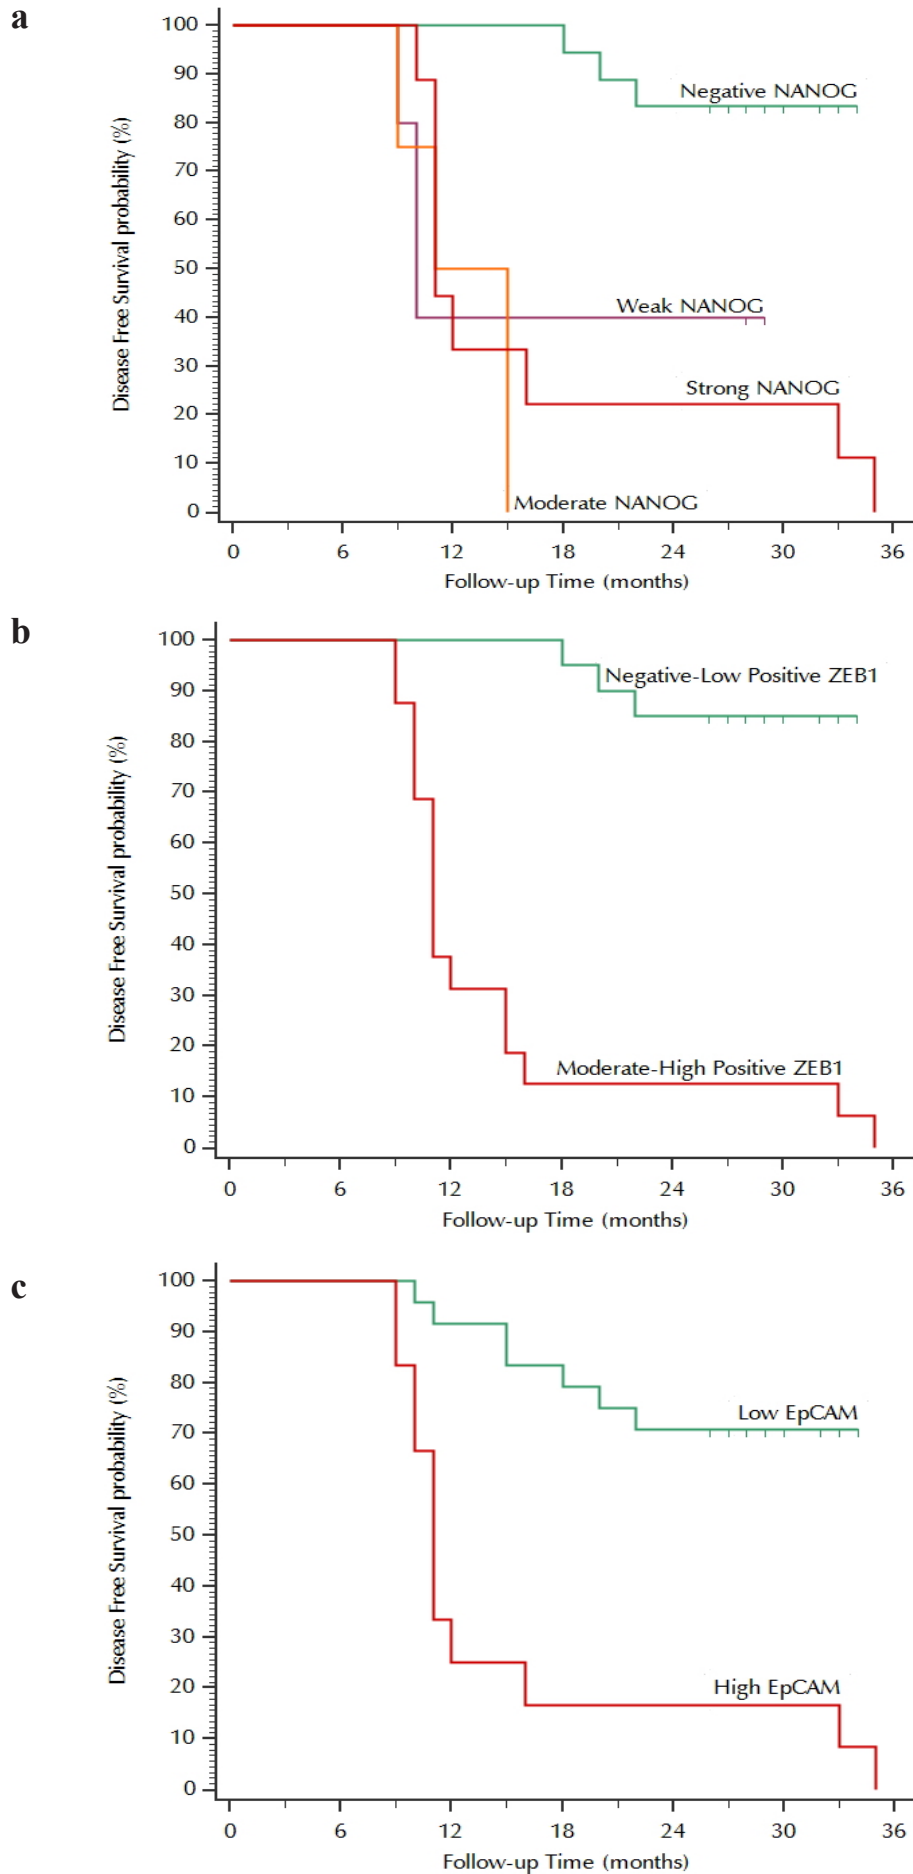 a
100
90
80
70
60
50
40
30
20
10
0
Disease Free Survival probability (%)
Negative NANOG
Weak NANOG
Strong NANOG
Moderate NANOG
0 6 12 18 24 30 36
Follow-up Time (months)
b
100
90
80
70
60
50
40
30
20
10
0
Disease Free Survival probability (%)
Negative-Low Positive ZEB1
Moderate-High Positive ZEB1
0 6 12 18 24 30 36
Follow-up Time (months)
c
100
90
80
70
60
50
40
30
20
10
0
Disease Free Survival probability (%)
Low EpCAM
High EpCAM
0 6 12 18 24 30 36
Follow-up Time (months)